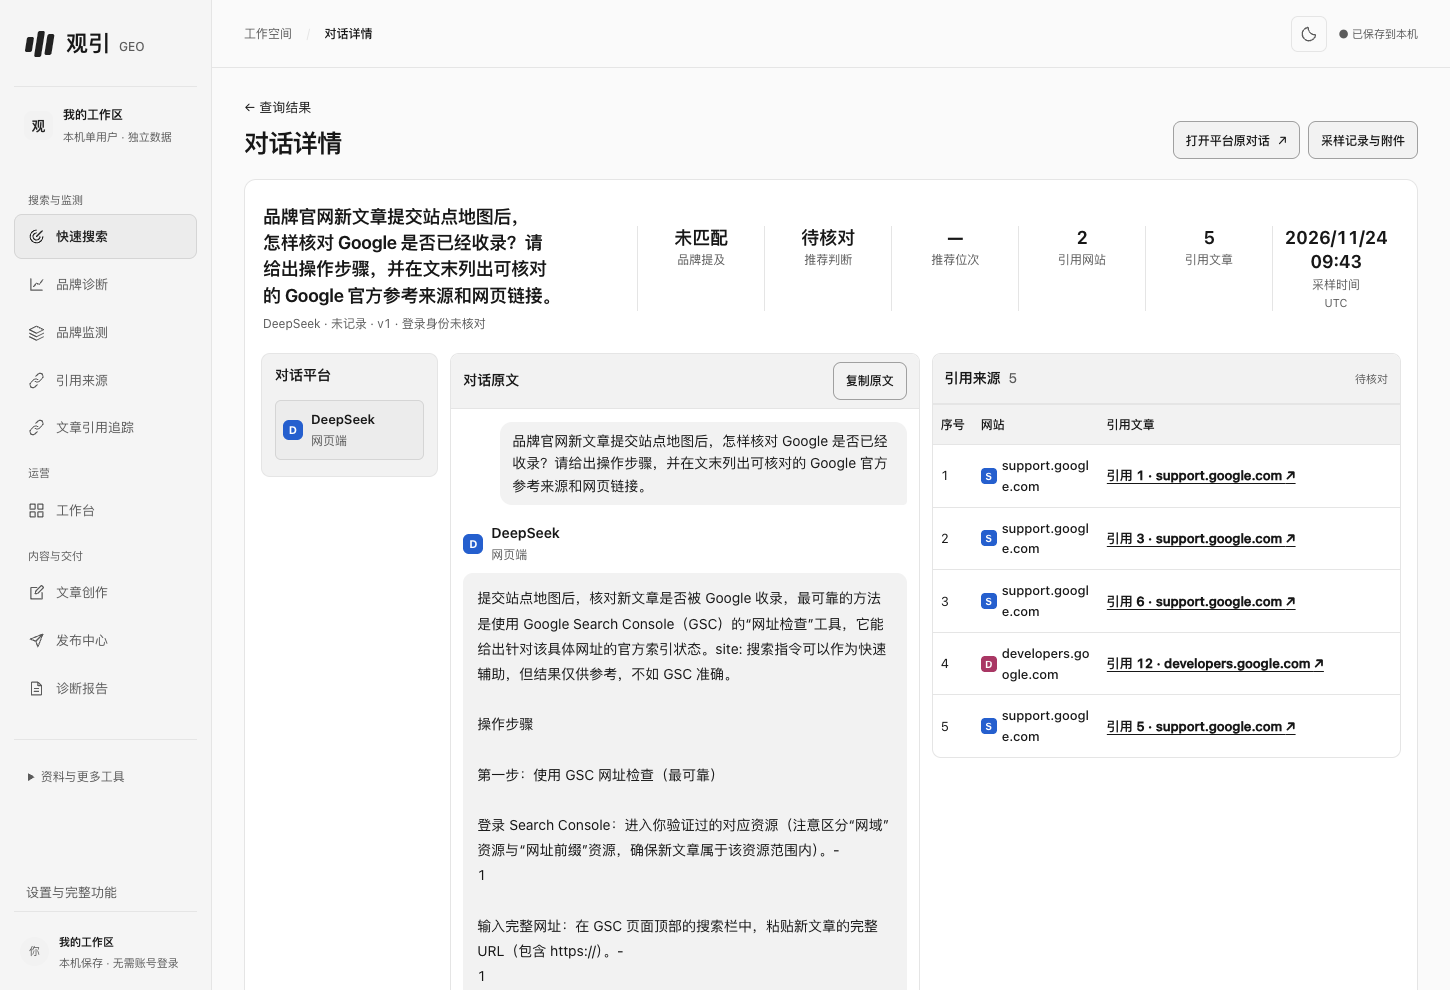 观引 GEO
观
我的工作区
本机单用户 · 独立数据
搜索与监测
快速搜索
品牌诊断
品牌监测
引用来源
文章引用追踪
运营
工作台
内容与交付
文章创作
发布中心
诊断报告
▶ 资料与更多工具
设置与完整功能
你
我的工作区
本机保存 · 无需账号登录
工作空间 / 对话详情
● 已保存到本机
← 查询结果
对话详情
打开平台原对话 ↗
采样记录与附件
品牌官网新文章提交站点地图后，
怎样核对 Google 是否已经收录？请
给出操作步骤，并在文末列出可核对
的 Google 官方参考来源和网页链接。
DeepSeek · 未记录 · v1 · 登录身份未核对
未匹配
品牌提及
待核对
推荐判断
—
推荐位次
2
引用网站
5
引用文章
2026/11/24
09:43
采样时间
UTC
对话平台
D
DeepSeek
网页端
对话原文
复制原文
品牌官网新文章提交站点地图后，怎样核对 Google 是否已经
收录？请给出操作步骤，并在文末列出可核对的 Google 官方
参考来源和网页链接。
D
DeepSeek
网页端
提交站点地图后，核对新文章是否被 Google 收录，最可靠的方法
是使用 Google Search Console（GSC）的“网址检查”工具，它能
给出针对该具体网址的官方索引状态。site: 搜索指令可以作为快速
辅助，但结果仅供参考，不如 GSC 准确。
操作步骤
第一步：使用 GSC 网址检查（最可靠）
登录 Search Console：进入你验证过的对应资源（注意区分“网域”
资源与“网址前缀”资源，确保新文章属于该资源范围内）。-
1
输入完整网址：在 GSC 页面顶部的搜索栏中，粘贴新文章的完整
URL（包含 https://）。-
1
引用来源 5
待核对
序号 网站 引用文章
1 S support.googl
e.com
引用 1 · support.google.com ↗
2 S support.googl
e.com
引用 3 · support.google.com ↗
3 S support.googl
e.com
引用 6 · support.google.com ↗
4 D developers.go
ogle.com
引用 12 · developers.google.com ↗
5 S support.googl
e.com
引用 5 · support.google.com ↗